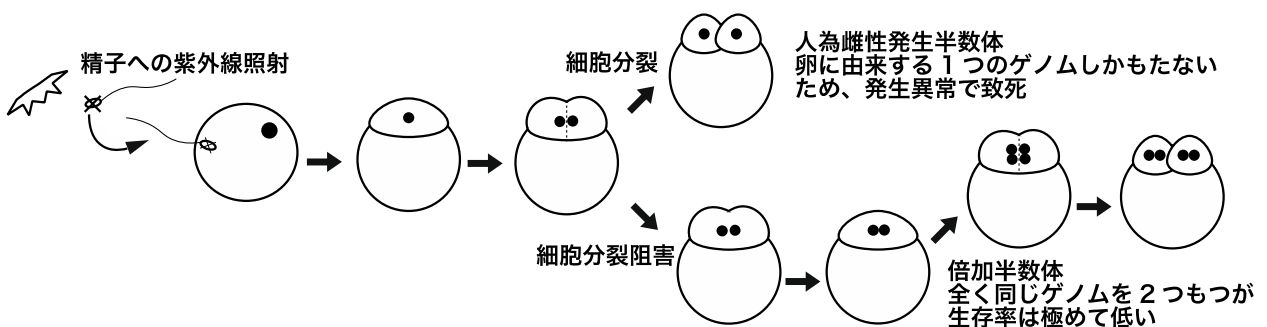 精子への紫外線照射
細胞分裂
人為雌性発生半数体
卵に由来する1つのゲノムしかもたない
ため、発生異常で致死
細胞分裂阻害
倍加半数体
全く同じゲノムを2つもつが
生存率は極めて低い